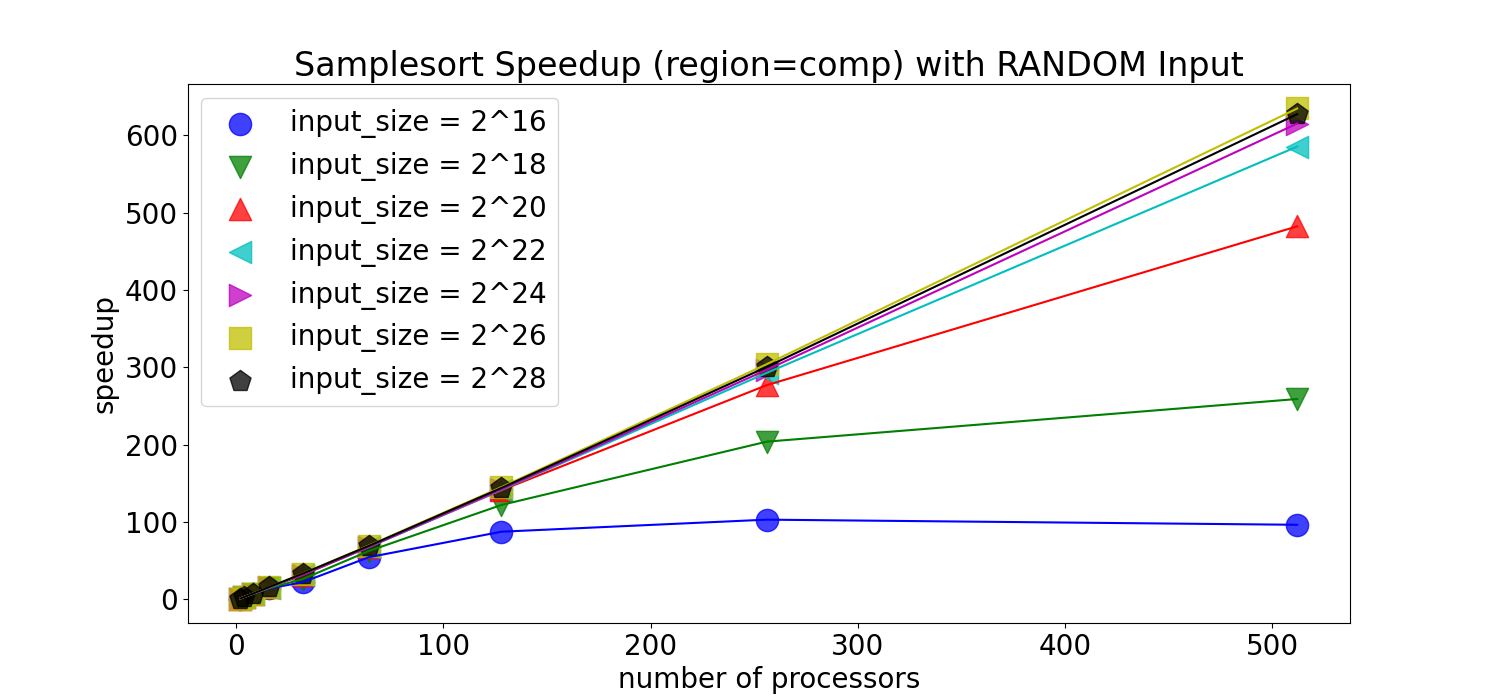 Samplesort Speedup (region=comp) with RANDOM Input
input_size = 2^16
input_size = 2^18
input_size = 2^20
input_size = 2^22
input_size = 2^24
input_size = 2^26
input_size = 2^28
speedup
600
500
400
300
200
100
0
0 100 200 300 400 500
number of processors